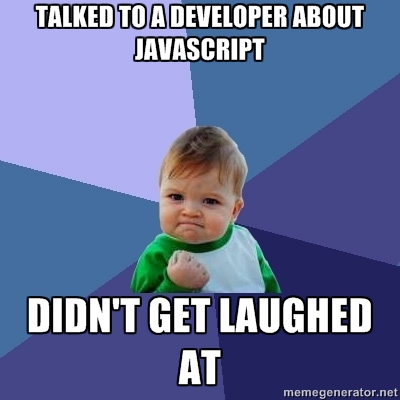 TALKED TO A DEVELOPER ABOUT
JAVASCRIPT
DIDN'T GET LAUGHED
AT
memegenerator.net